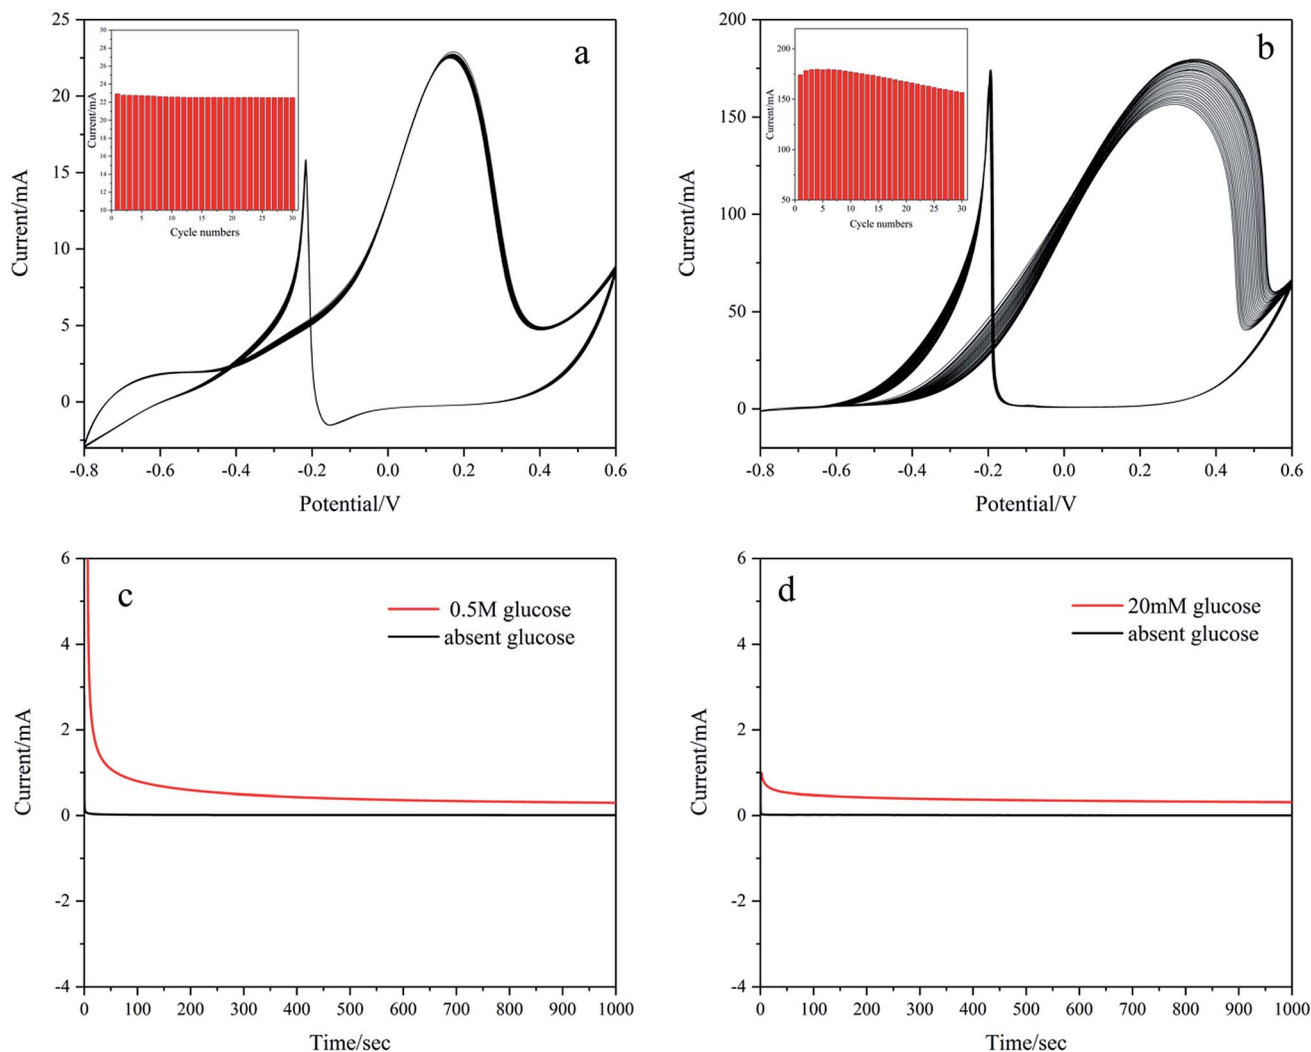 a
25
20
15
10
5
0
Current/mA
-0.8 -0.6 -0.4 -0.2 0.0 0.2 0.4 0.6
Potential/V
30
28
26
24
22
20
18
16
14
12
10
Current/mA
0 5 10 15 20 25 30
Cycle numbers
b
200
150
100
50
0
Current/mA
-0.8 -0.6 -0.4 -0.2 0.0 0.2 0.4 0.6
Potential/V
200
175
150
125
100
75
50
Current/mA
0 5 10 15 20 25 30
Cycle numbers
c
0.5M glucose
absent glucose
6
4
2
0
-2
-4
Current/mA
0 100 200 300 400 500 600 700 800 900 1000
Time/sec
d
20mM glucose
absent glucose
6
4
2
0
-2
-4
Current/mA
0 100 200 300 400 500 600 700 800 900 1000
Time/sec